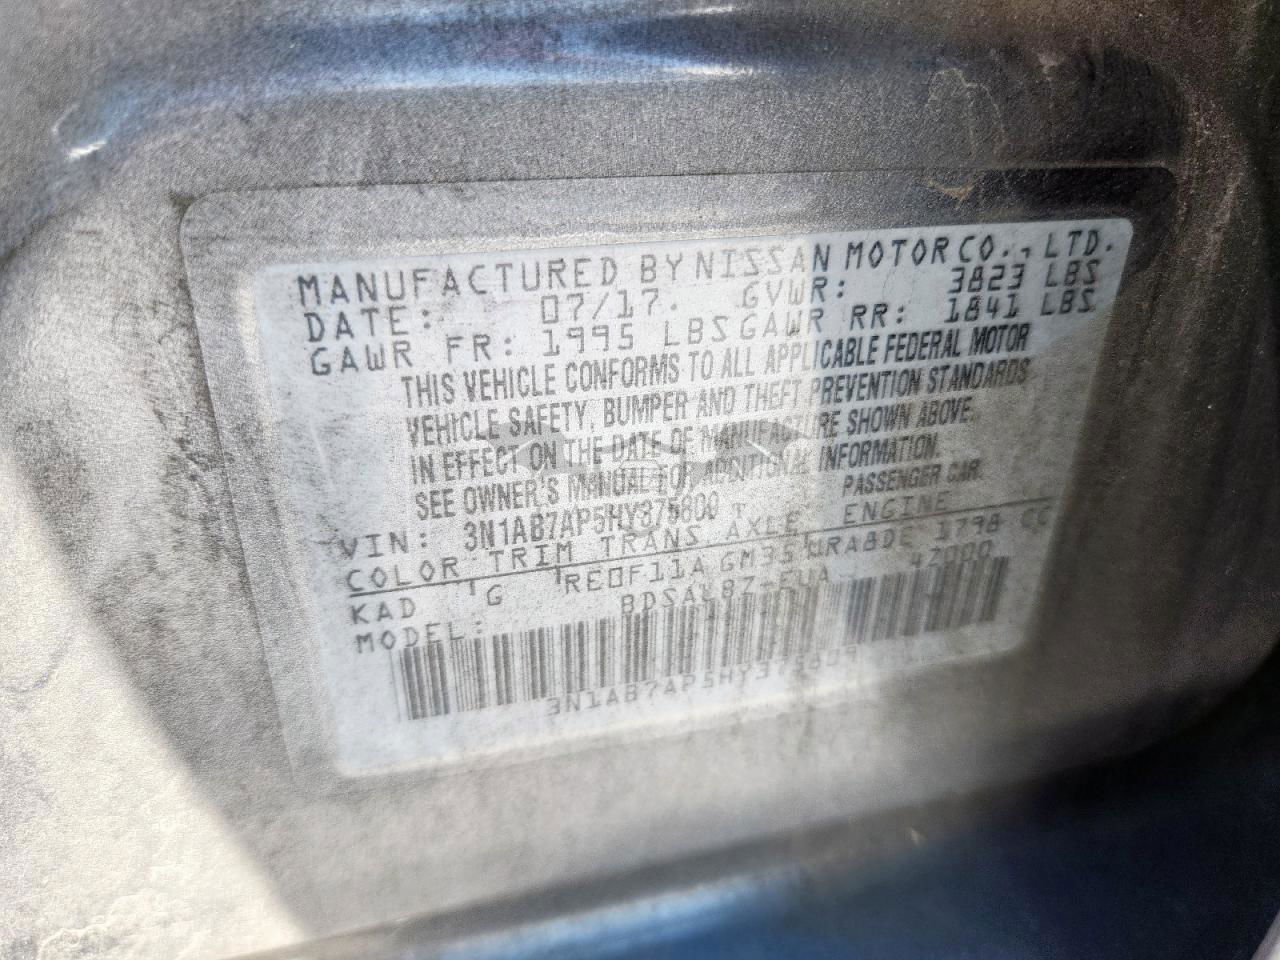 MANUFACTURED BY NISSAN MOTOR CO., LTD.
DATE: 07/17. GVWR: 3823 LBS
GAWR FR: 1995 LBS GAWR RR: 1841 LBS
THIS VEHICLE CONFORMS TO ALL APPLICABLE FEDERAL MOTOR
VEHICLE SAFETY, BUMPER AND THEFT PREVENTION STANDARDS
IN EFFECT ON THE DATE OF MANUFACTURE SHOWN ABOVE.
SEE OWNER'S MANUAL FOR ADDITIONAL INFORMATION.
VIN: 3N1AB7AP5HY375800 PASSENGER CAR.
COLOR TRIM TRANS AXLE ENGINE
KAD G RE0F11A GM35 1798 CC
MODEL: 42000